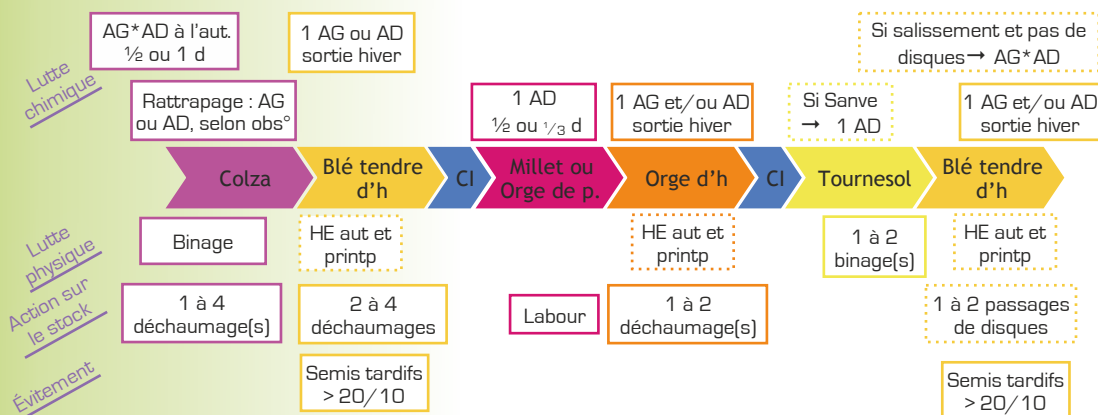 Lutte
chimique
AG*AD à l'aut.
½ ou 1 d
1 AG ou AD
sortie hiver
Si salissement et pas de
disques→ AG*AD
Rattrapage : AG
ou AD, selon obs°
1 AD
½ ou 1/3 d
1 AG et/ou AD
sortie hiver
Si Sanve
→ 1 AD
1 AG et/ou AD
sortie hiver
Colza
Blé tendre
d'h
CI
Millet ou
Orge de p.
Orge d'h
CI
Tournesol
Blé tendre
d'h
Lutte
physique
Binage
HE aut et
printp
HE aut et
printp
1 à 2
binage(s)
HE aut et
printp
Action sur
le stock
1 à 4
déchaumage(s)
2 à 4
déchaumages
Labour
1 à 2
déchaumage(s)
1 à 2 passages
de disques
Évitement
Semis tardifs
> 20/10
Semis tardifs
> 20/10